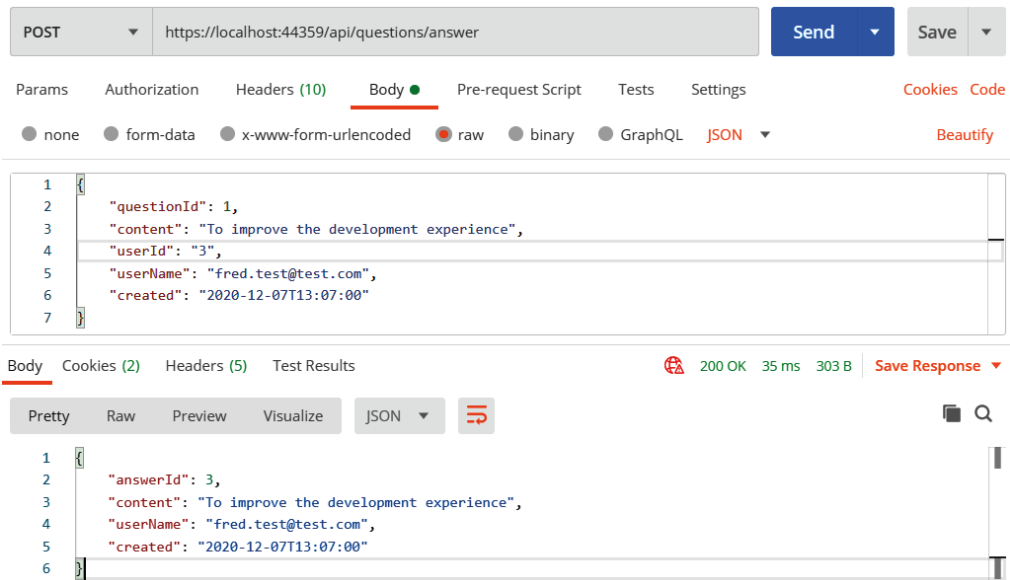 POST https://localhost:44359/api/questions/answer Send Save
Params Authorization Headers (10) Body Pre-request Script Tests Settings Cookies Code
none form-data x-www-form-urlencoded raw binary GraphQL JSON Beautify
1 {
2 "questionId": 1,
3 "content": "To improve the development experience",
4 "userId": "3",
5 "userName": "fred.test@test.com",
6 "created": "2020-12-07T13:07:00"
7 }
Body Cookies (2) Headers (5) Test Results 200 OK 35 ms 303 B Save Response
Pretty Raw Preview Visualize JSON
1 {
2 "answerId": 3,
3 "content": "To improve the development experience",
4 "userName": "fred.test@test.com",
5 "created": "2020-12-07T13:07:00"
6 }